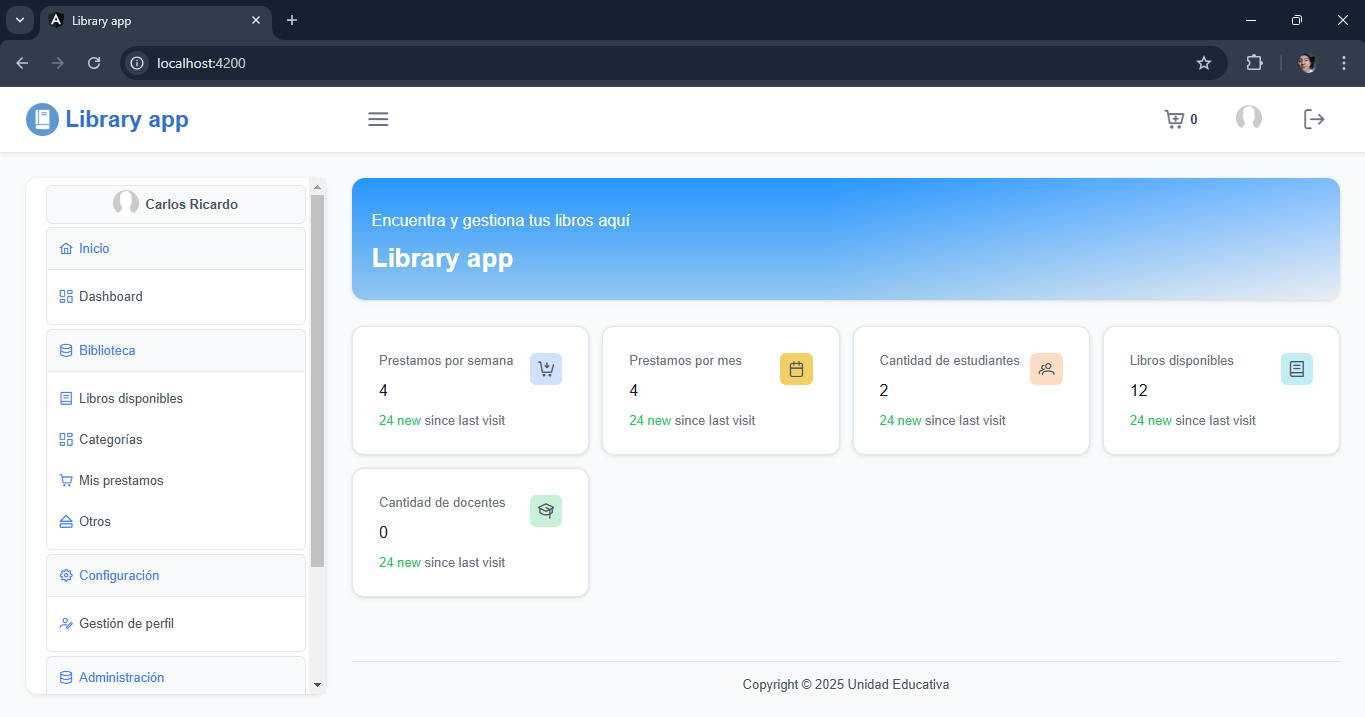 Library app
localhost:4200
Library app
0
Carlos Ricardo
Inicio
Dashboard
Biblioteca
Libros disponibles
Categorías
Mis prestamos
Otros
Configuración
Gestión de perfil
Administración
Encuentra y gestiona tus libros aquí
Library app
Prestamos por semana
4
24 new since last visit
Prestamos por mes
4
24 new since last visit
Cantidad de estudiantes
2
24 new since last visit
Libros disponibles
12
24 new since last visit
Cantidad de docentes
0
24 new since last visit
Copyright © 2025 Unidad Educativa